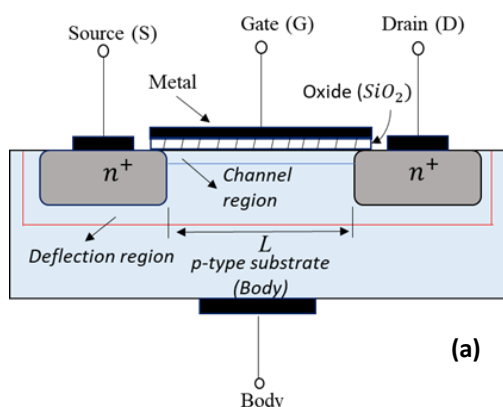 Source (S)
Gate (G)
Drain (D)
Metal
Oxide (SiO₂)
n⁺
Channel
region
n⁺
L
Deflection region
p-type substrate
(Body)
(a)
Body